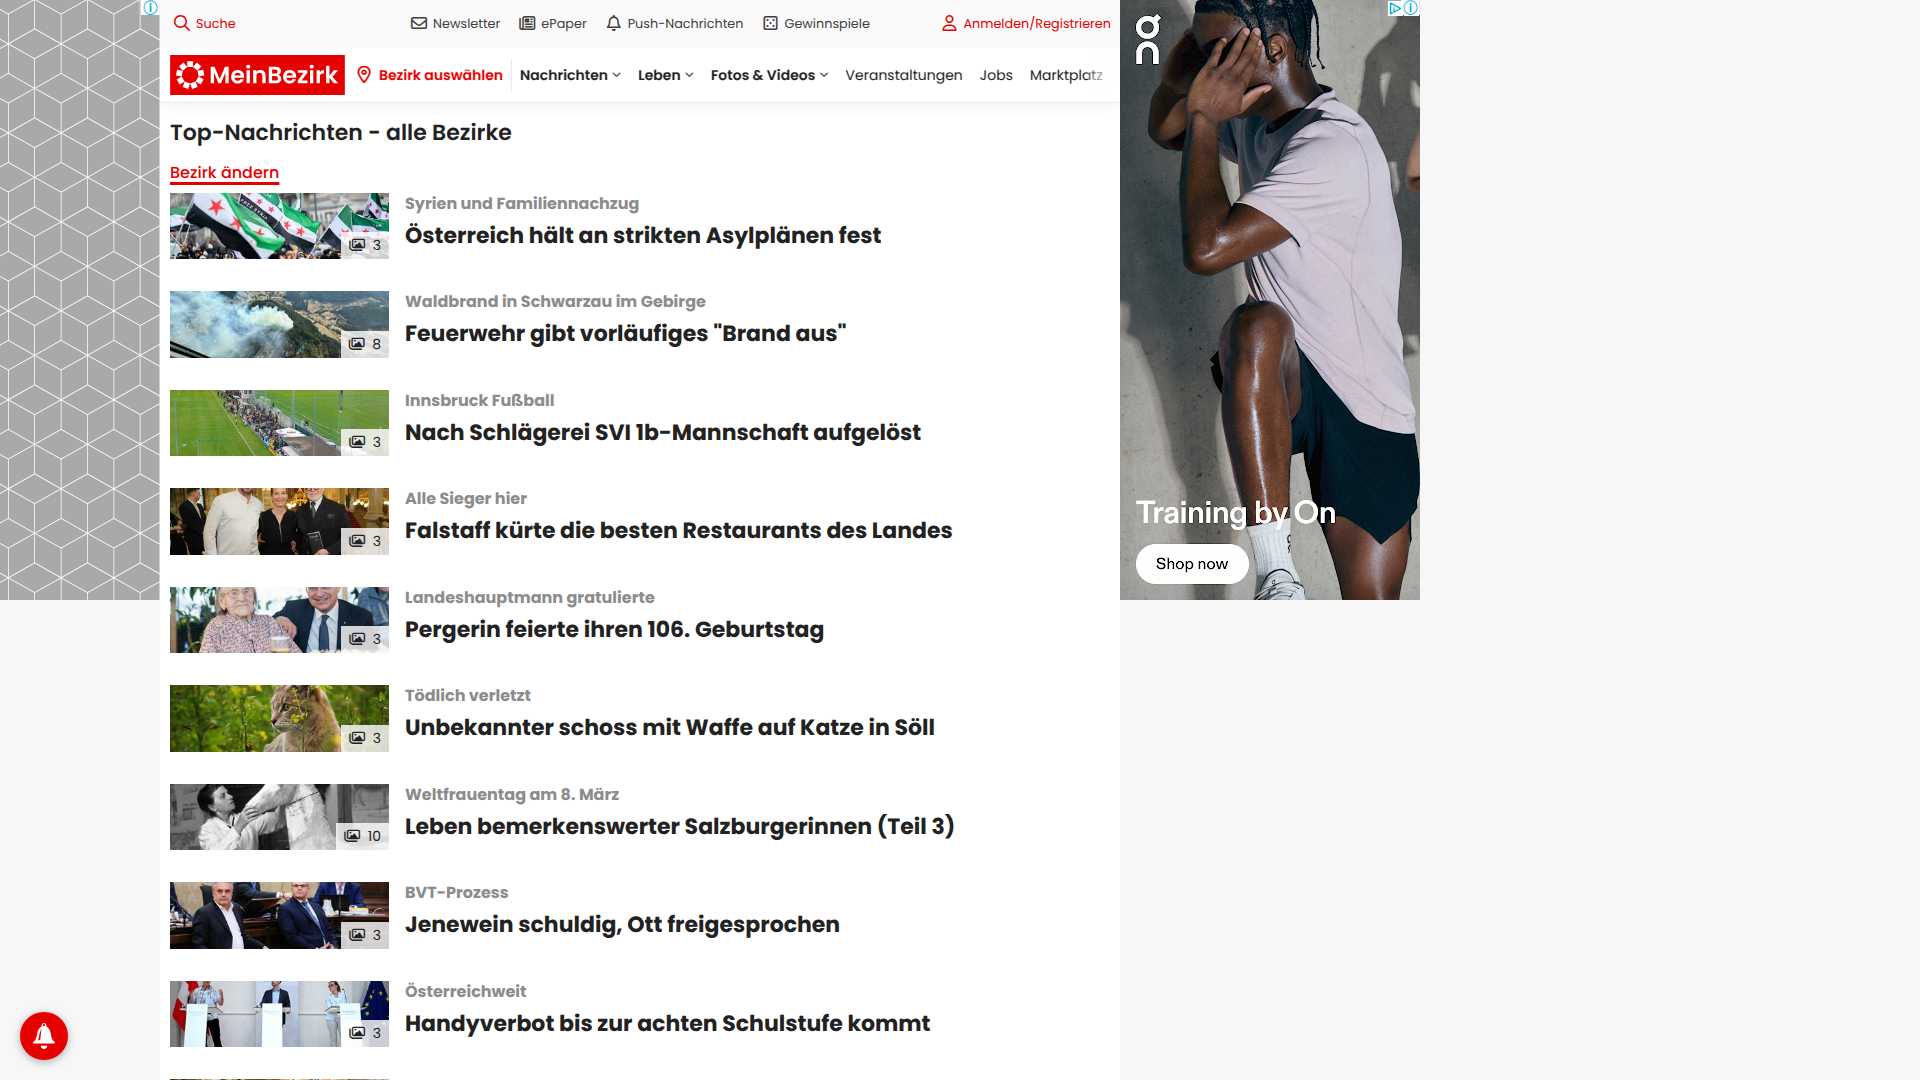 Suche
Newsletter
ePaper
Push-Nachrichten
Gewinnspiele
Anmelden/Registrieren
MeinBezirk
Bezirk auswählen
Nachrichten
Leben
Fotos & Videos
Veranstaltungen
Jobs
Marktplatz
Top-Nachrichten - alle Bezirke
Bezirk ändern
3
Syrien und Familiennachzug
Österreich hält an strikten Asylplänen fest
8
Waldbrand in Schwarzau im Gebirge
Feuerwehr gibt vorläufiges "Brand aus"
3
Innsbruck Fußball
Nach Schlägerei SVI 1b-Mannschaft aufgelöst
3
Alle Sieger hier
Falstaff kürte die besten Restaurants des Landes
3
Landeshauptmann gratulierte
Pergerin feierte ihren 106. Geburtstag
3
Tödlich verletzt
Unbekannter schoss mit Waffe auf Katze in Söll
10
Weltfrauentag am 8. März
Leben bemerkenswerter Salzburgerinnen (Teil 3)
3
BVT-Prozess
Jenewein schuldig, Ott freigesprochen
3
Österreichweit
Handyverbot bis zur achten Schulstufe kommt
On
Training by On
Shop now